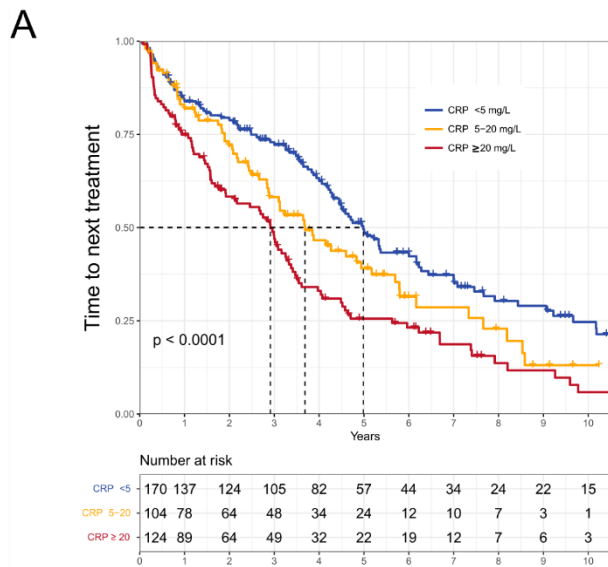 A
1.00
0.75
0.50
0.25
0.00
Time to next treatment
CRP <5 mg/L
CRP 5-20 mg/L
CRP ≥20 mg/L
p < 0.0001
0 1 2 3 4 5 6 7 8 9 10
Years
Number at risk
CRP <5 170 137 124 105 82 57 44 34 24 22 15
CRP 5-20 104 78 64 48 34 24 12 10 7 3 1
CRP ≥ 20 124 89 64 49 32 22 19 12 7 6 3
0 1 2 3 4 5 6 7 8 9 10